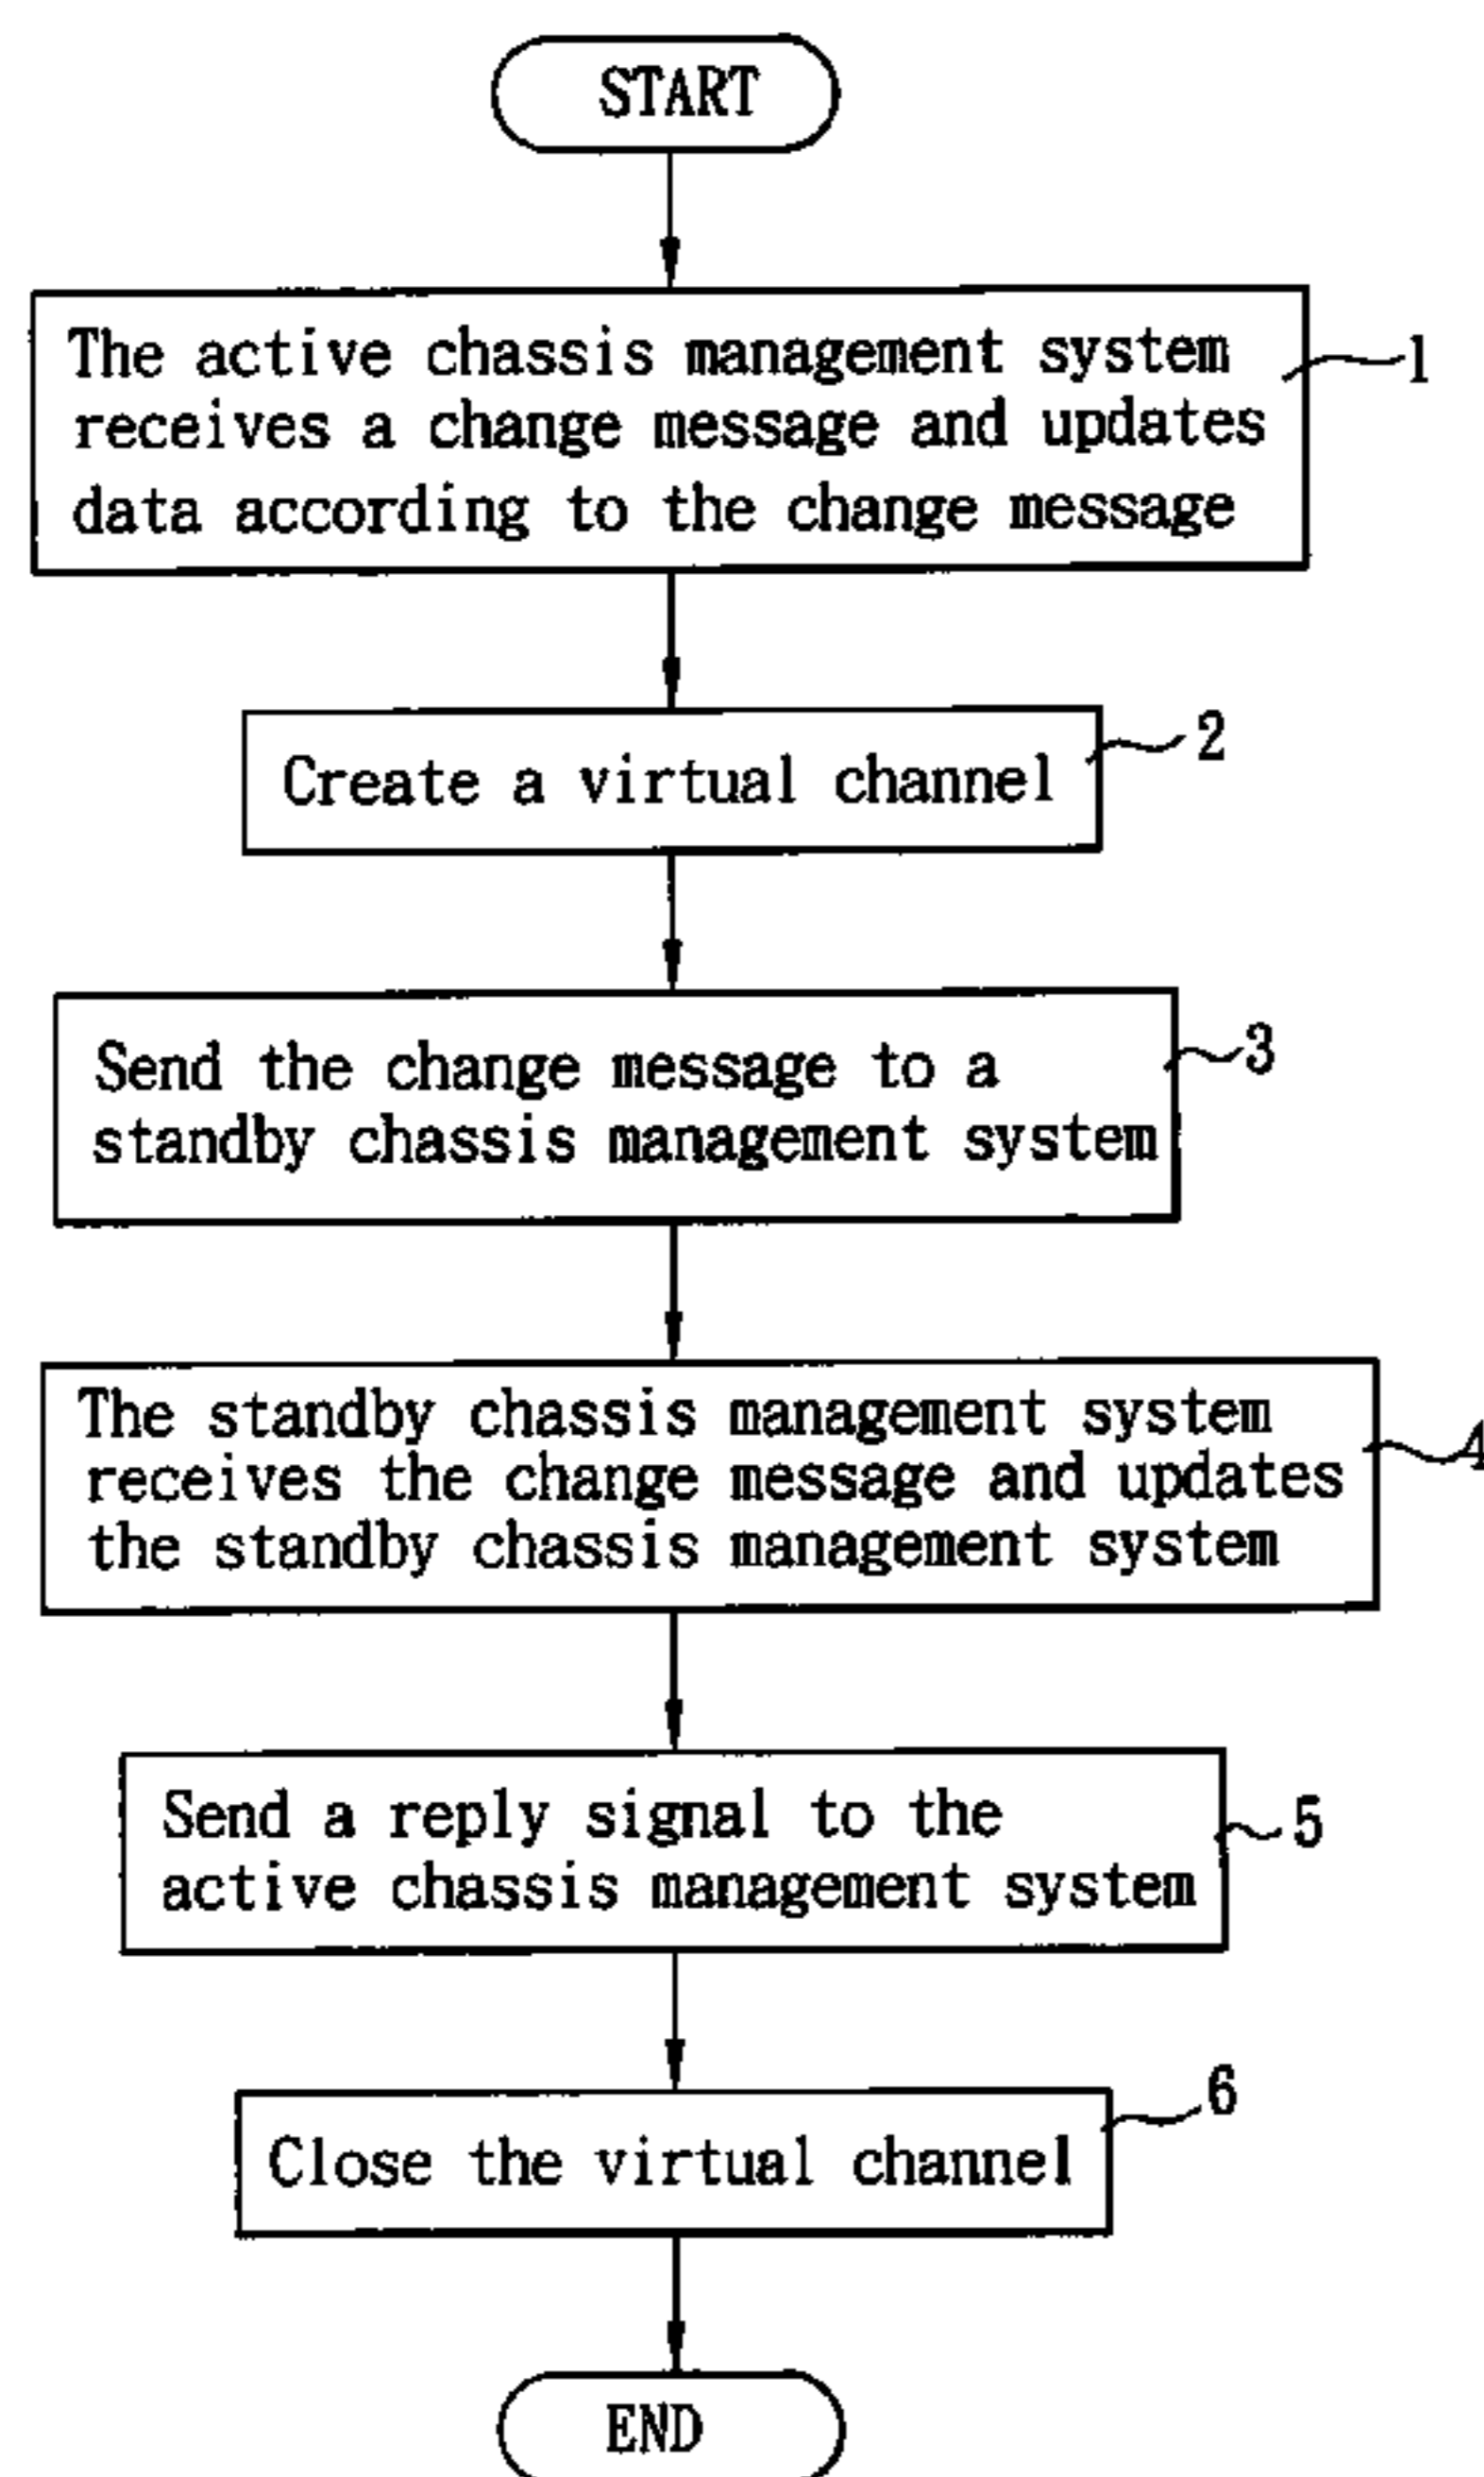 START
The active chassis management system
receives a change message and updates
data according to the change message
1
Create a virtual channel
2
Send the change message to a
standby chassis management system
3
The standby chassis management system
receives the change message and updates
the standby chassis management system
4
Send a reply signal to the
active chassis management system
5
Close the virtual channel
6
END